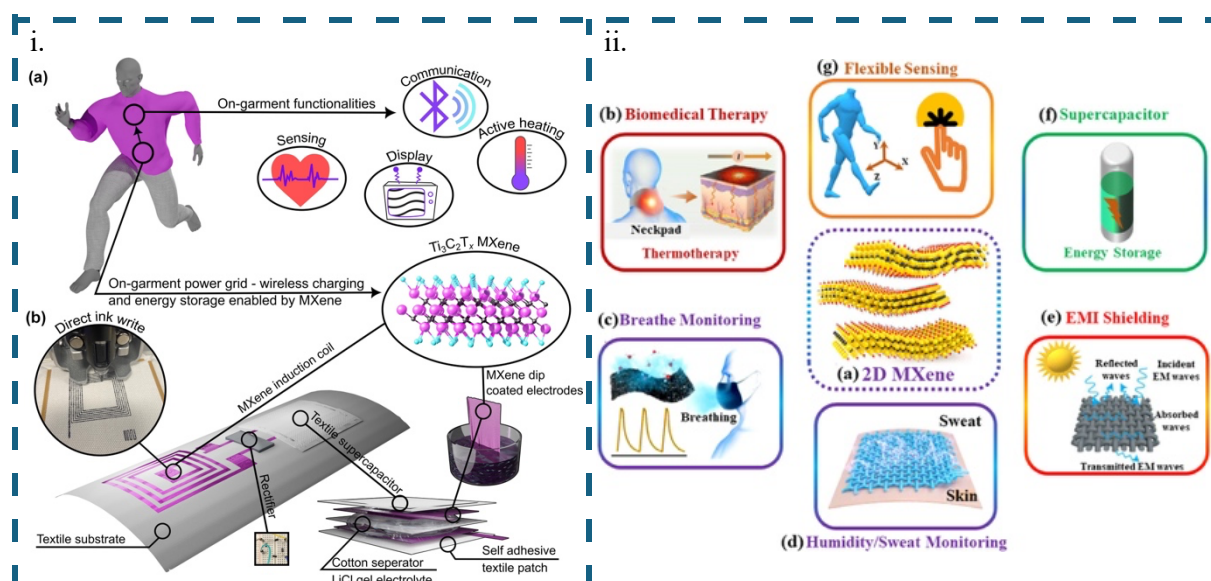 i.
(a)
Communication
On-garment functionalities
Active heating
Sensing
Display
Ti3C2Tx MXene
On-garment power grid - wireless charging
and energy storage enabled by MXene
(b)
Direct ink write
MXene induction coil
MXene dip
coated electrodes
Textile supercapacitor
Rectifier
Textile substrate
Cotton seperator
LiCl gel electrolyte
Self adhesive
textile patch
ii.
(g) Flexible Sensing
Y
X
Z
(b) Biomedical Therapy
I
Neckpad
Thermotherapy
(f) Supercapacitor
Energy Storage
(a) 2D MXene
(c) Breathe Monitoring
Breathing
(e) EMI Shielding
Reflected
waves
Incident
EM waves
Absorbed
waves
Transmitted EM waves
Sweat
Skin
(d) Humidity/Sweat Monitoring